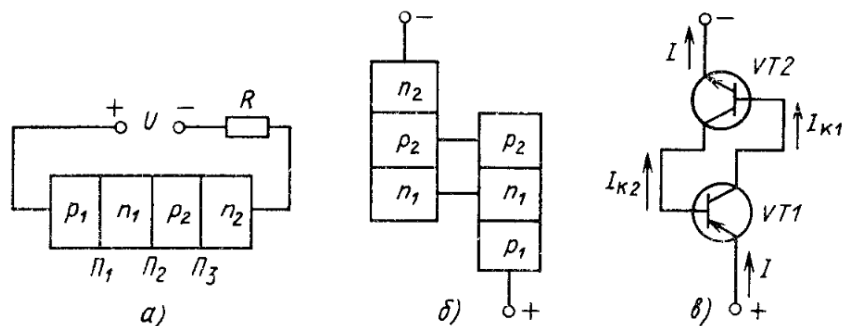 + U − R
p₁ n₁ p₂ n₂
П₁ П₂ П₃
а)
−
n₂
p₂ p₂
n₁ n₁
p₁
+
б)
−
I
VT2
Iк1
Iк2
VT1
I
+
в)